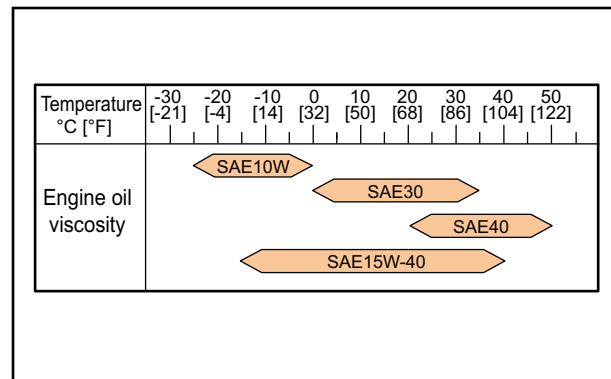 Temperature -30 -20 -10 0 10 20 30 40 50
°C [°F] [-21] [-4] [14] [32] [50] [68] [86] [104] [122]
SAE10W
Engine oil SAE30
viscosity SAE40
SAE15W-40